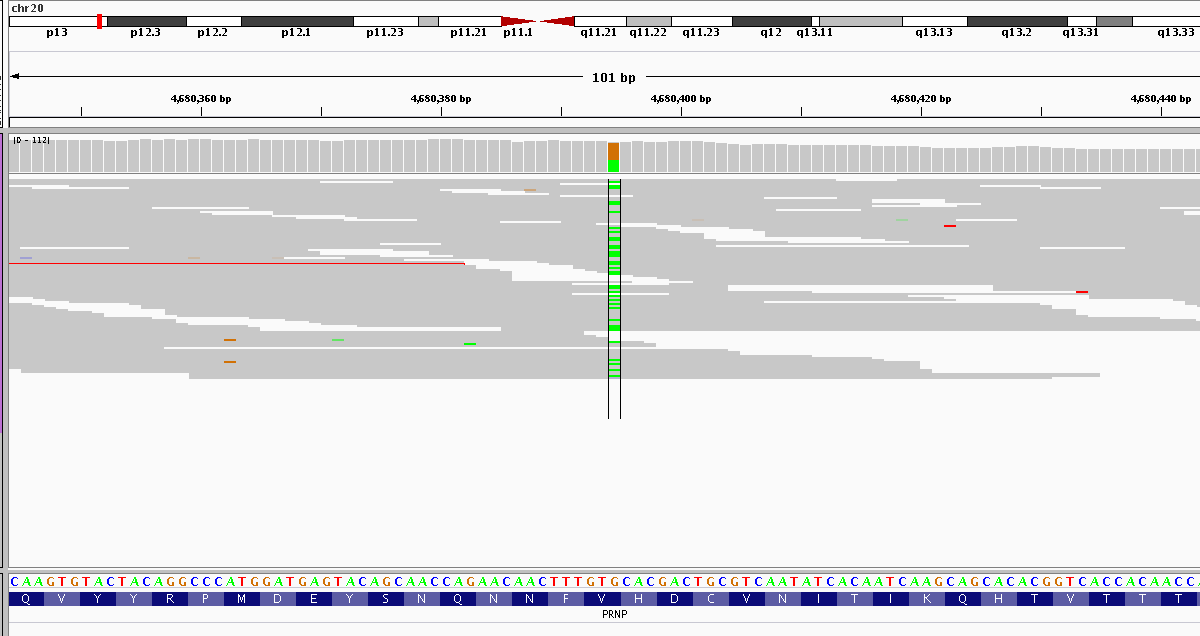 chr20
p13 p12.3 p12.2 p12.1 p11.23 p11.21 p11.1 q11.21 q11.22 q11.23 q12 q13.11 q13.13 q13.2 q13.31 q13.33
101 bp
4,680,360 bp 4,680,380 bp 4,680,400 bp 4,680,420 bp 4,680,440 bp
[0 - 112]
C A A G T G T A C T A C A G G C C C A T G G A T G A G T A C A G C A A C C A G A A C A A C T T T G T G C A C G A C T G C G T C A A T A T C A C A A T C A A G C A G C A C A C G G T C A C C A C A A C C
Q V Y Y R P M D E Y S N Q N N F V H D C V N I T I K Q H T V T T T
PRNP